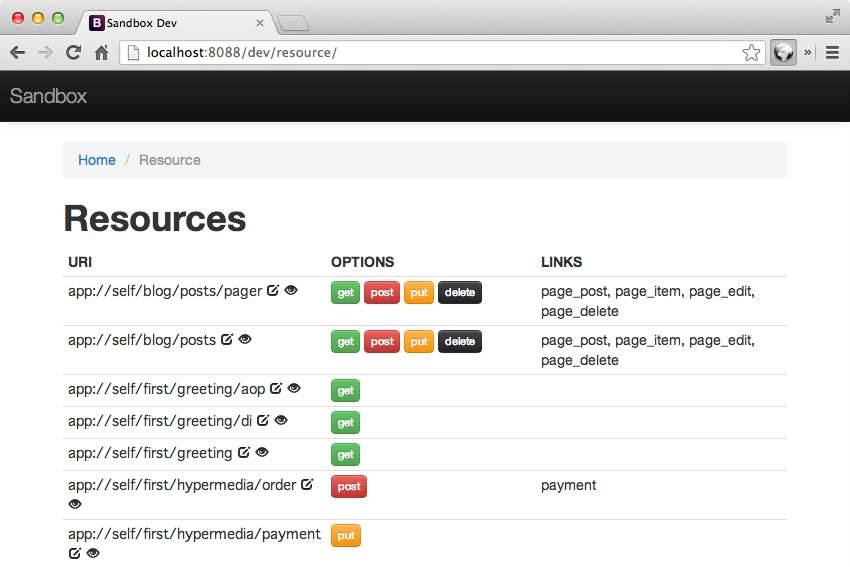 B Sandbox Dev
localhost:8088/dev/resource/
»
Sandbox
Home / Resource
Resources
URI OPTIONS LINKS
app://self/blog/posts/pager get post put delete page_post, page_item, page_edit,
page_delete
app://self/blog/posts get post put delete page_post, page_item, page_edit,
page_delete
app://self/first/greeting/aop get
app://self/first/greeting/di get
app://self/first/greeting get
app://self/first/hypermedia/order post payment
app://self/first/hypermedia/payment put